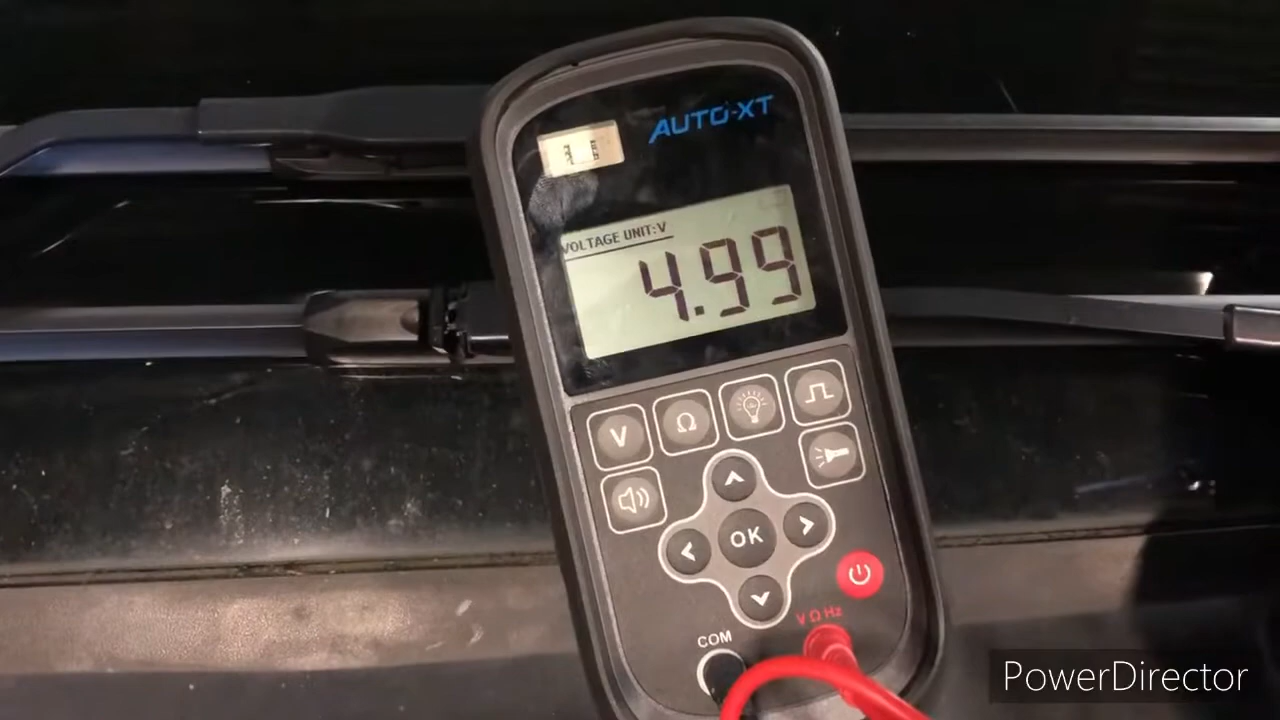 AUTO-XT
VOLTAGE UNIT:V
4.99
V
Ω
OK
V Ω Hz
COM
PowerDirector